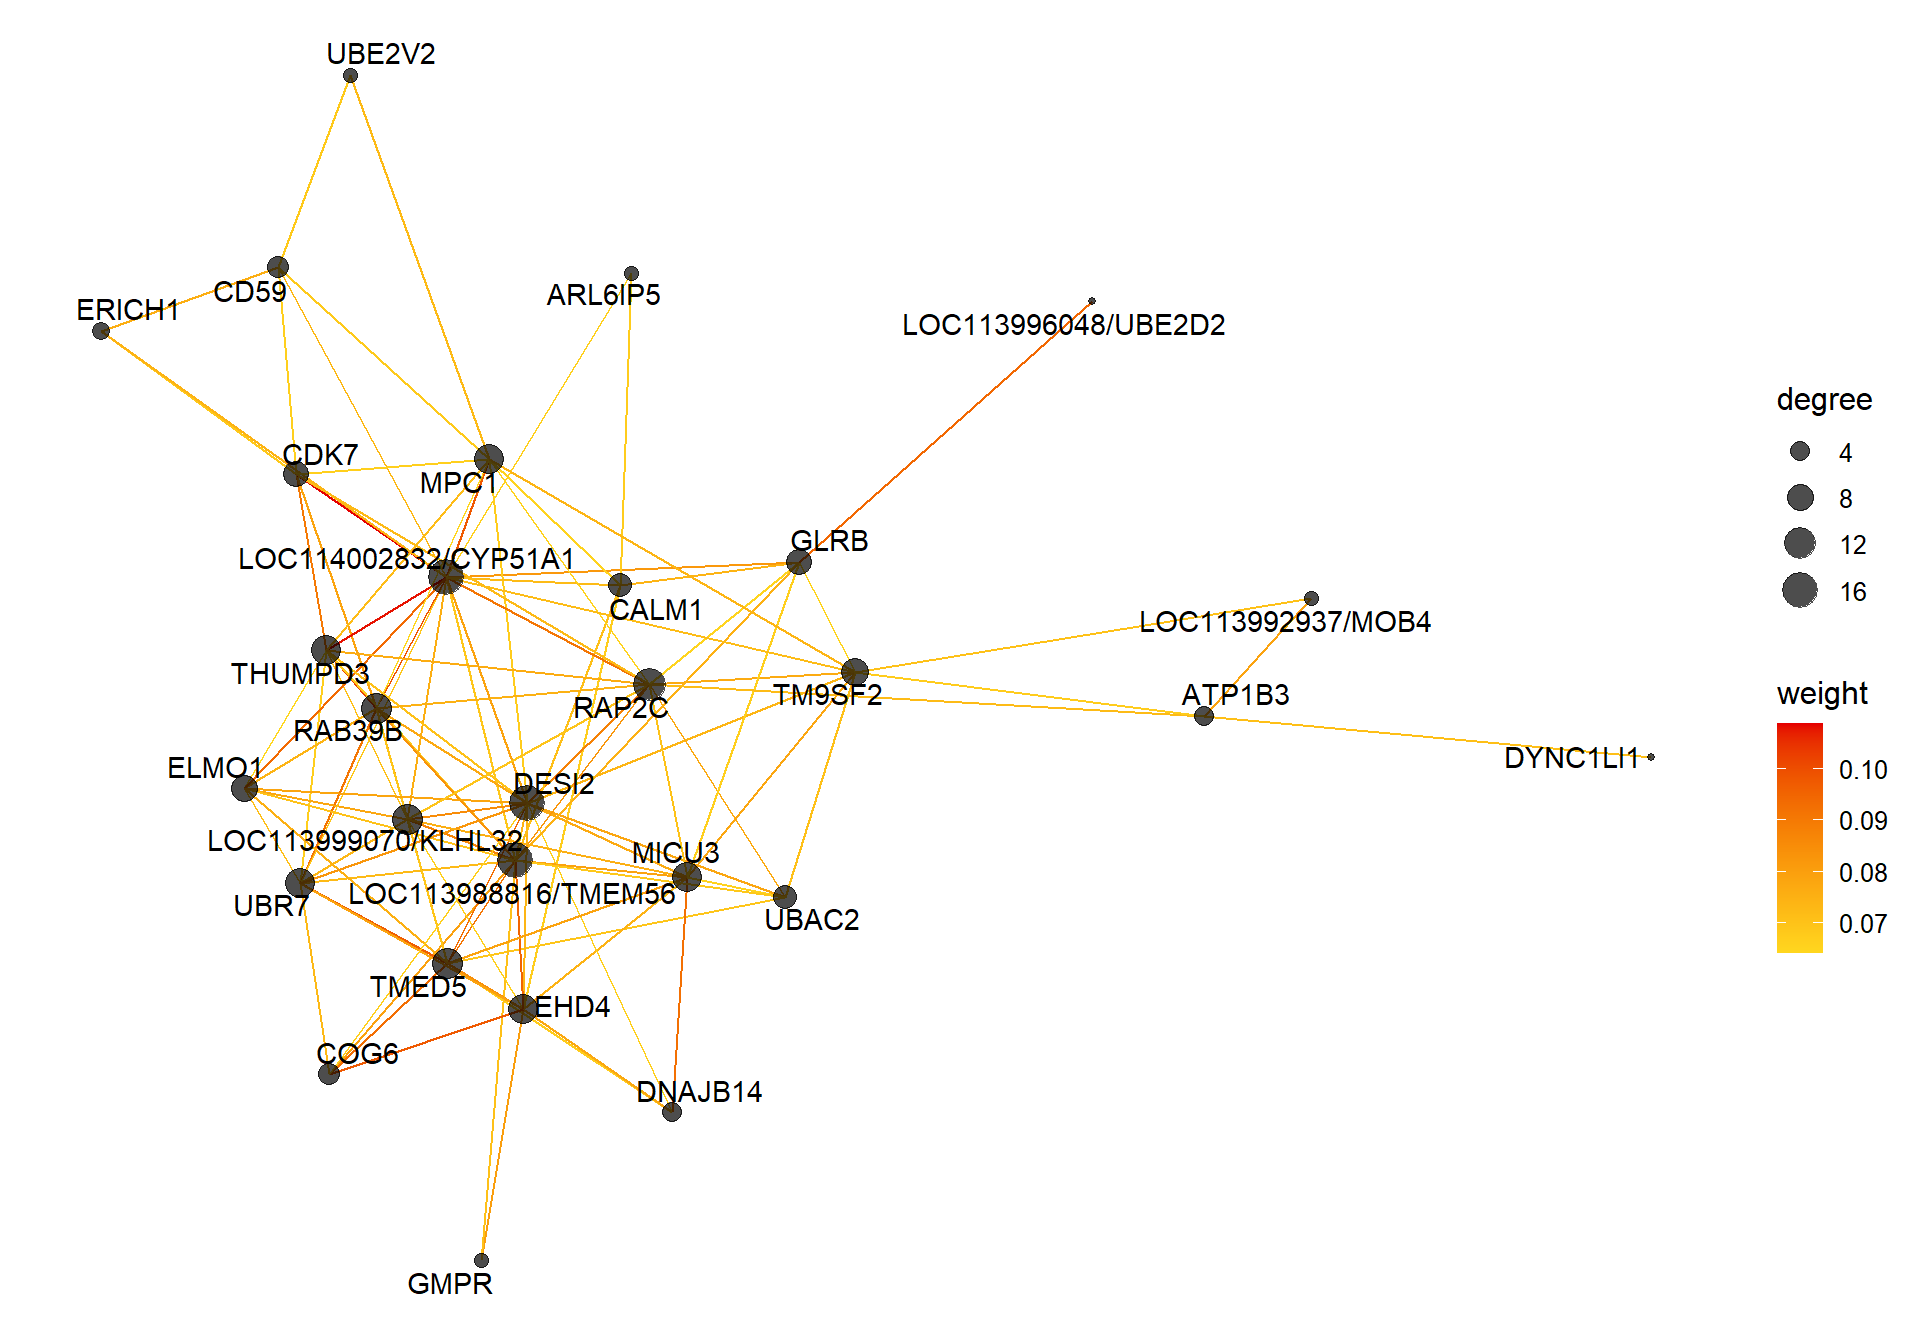 UBE2V2
CD59
ERICH1
ARL6IP5
LOC113996048/UBE2D2
CDK7
MPC1
GLRB
LOC114002832/CYP51A1
CALM1
LOC113992937/MOB4
THUMPD3
RAP2C
TM9SF2
ATP1B3
RAB39B
DYNC1LI1
ELMO1
DESI2
LOC113999070/KLHL32
MICU3
LOC113988816/TMEM56
UBR7
UBAC2
TMED5
EHD4
COG6
DNAJB14
GMPR
degree
4
8
12
16
weight
0.10
0.09
0.08
0.07